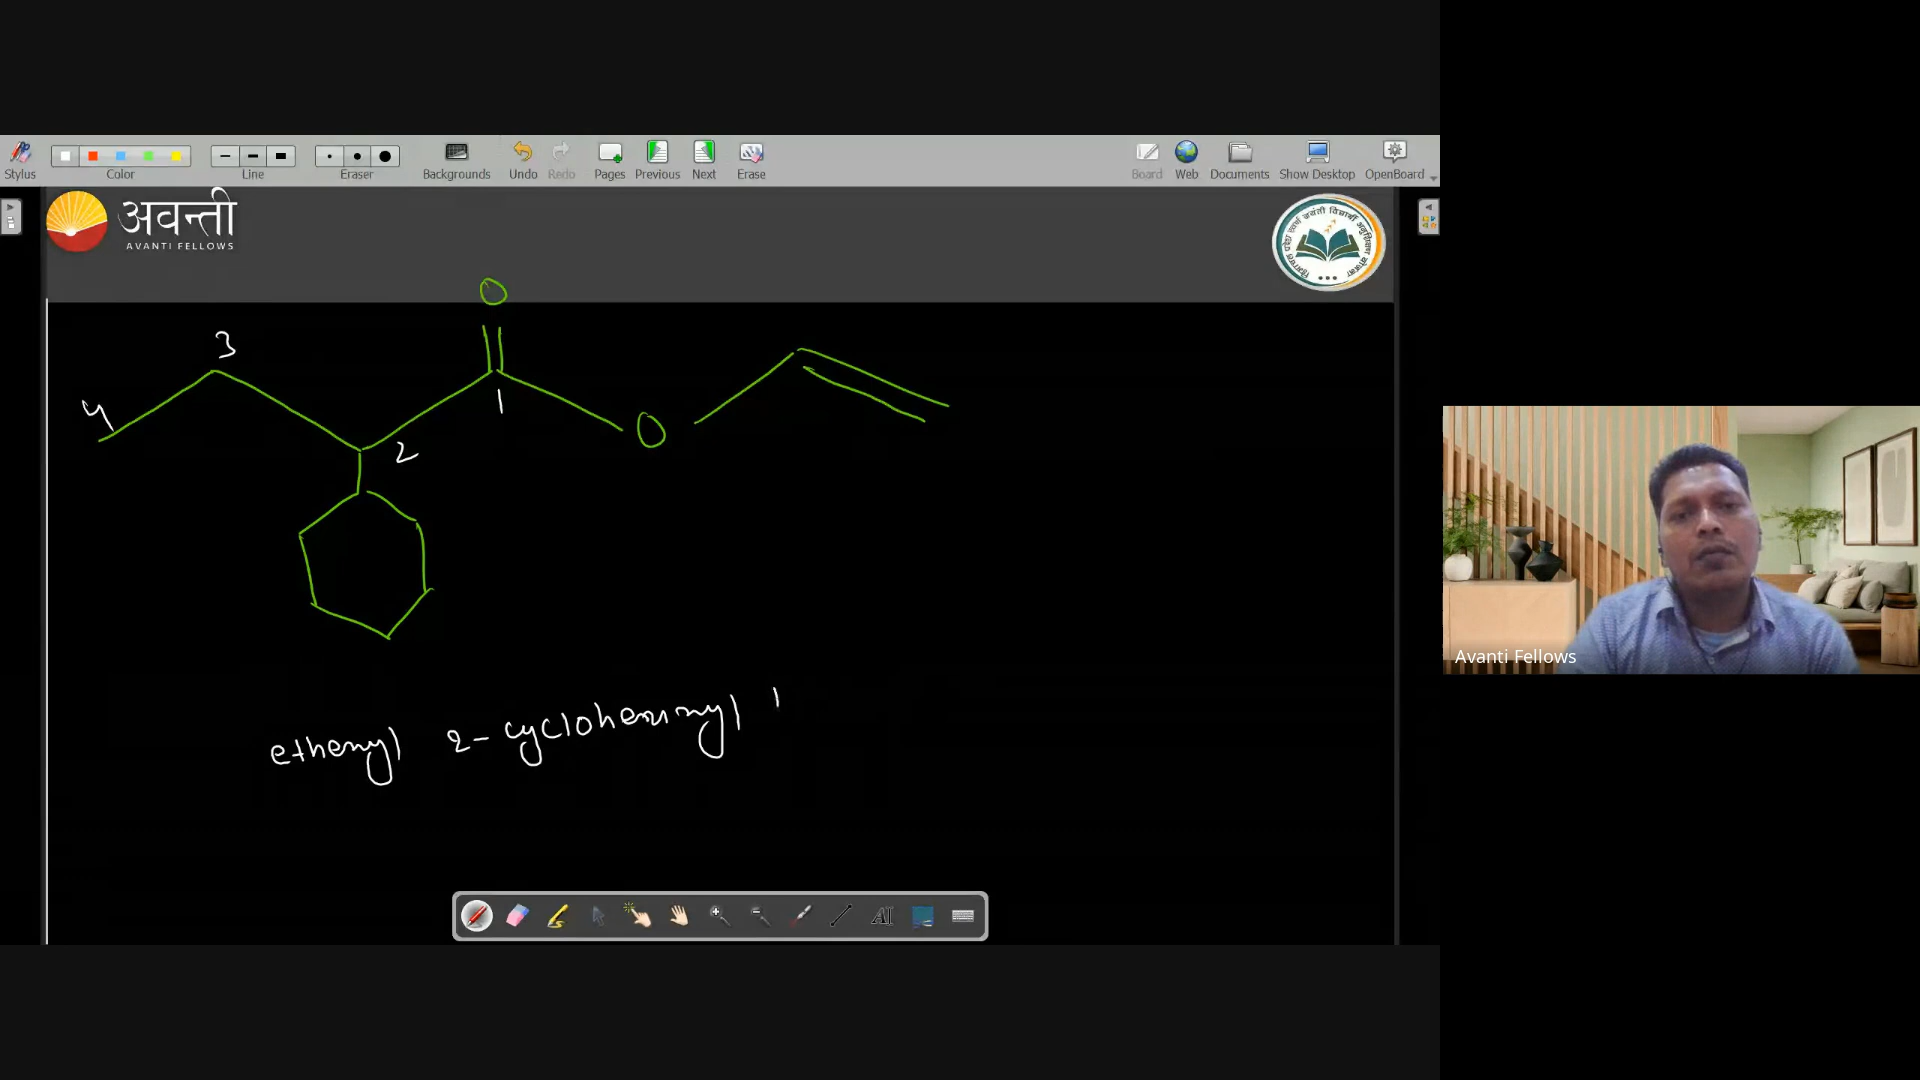 Stylus
Color
Line
Eraser
Backgrounds
Undo
Redo
Pages
Previous
Next
Erase
Board
Web
Documents
Show Desktop
OpenBoard
अवन्ती
AVANTI FELLOWS
O
3
4
1
2
O
ethenyl 2-cyclo
Avanti Fellows